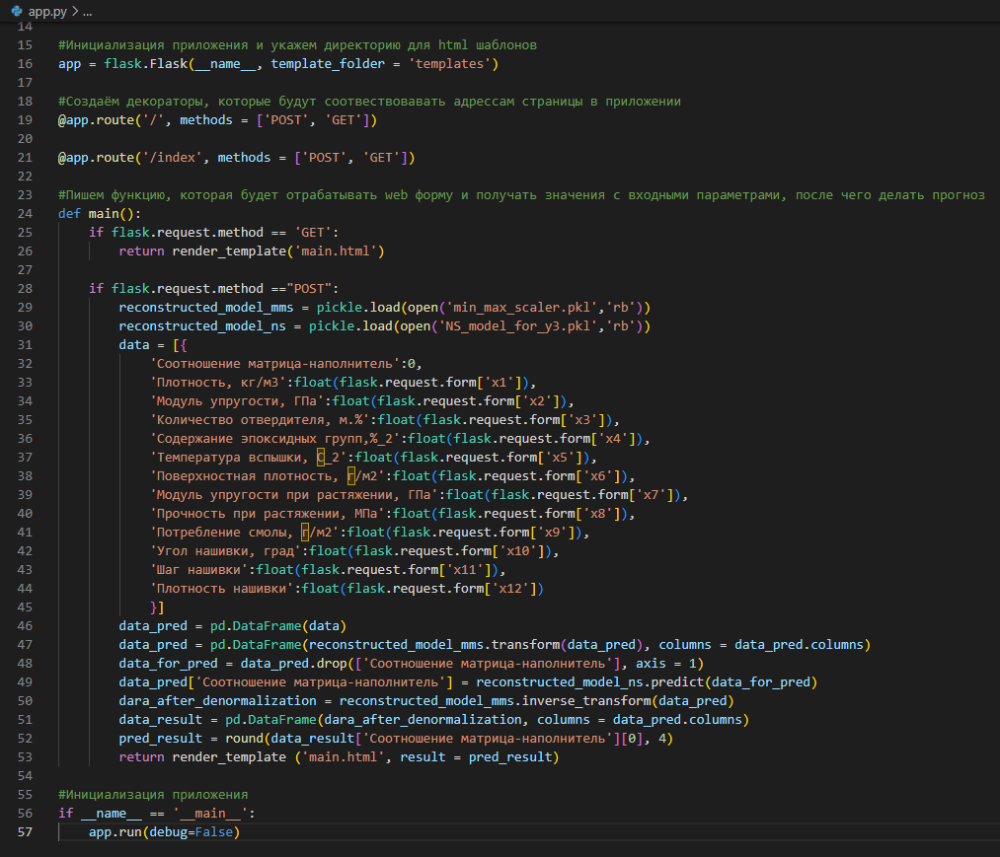 app.py > ...
14
15 #Инициализация приложения и укажем директорию для html шаблонов
16 app = flask.Flask(__name__, template_folder = 'templates')
17
18 #Создаём декораторы, которые будут соотвествовавать адрессам страницы в приложении
19 @app.route('/', methods = ['POST', 'GET'])
20
21 @app.route('/index', methods = ['POST', 'GET'])
22
23 #Пишем функцию, которая будет отрабатывать web форму и получать значения с входными параметрами, после чего делать прогноз
24 def main():
25     if flask.request.method == 'GET':
26         return render_template('main.html')
27
28     if flask.request.method =="POST":
29         reconstructed_model_mms = pickle.load(open('min_max_scaler.pkl','rb'))
30         reconstructed_model_ns = pickle.load(open('NS_model_for_y3.pkl','rb'))
31         data = [{
32             'Соотношение матрица-наполнитель':0,
33             'Плотность, кг/м3':float(flask.request.form['x1']),
34             'Модуль упругости, ГПа':float(flask.request.form['x2']),
35             'Количество отвердителя, м.%':float(flask.request.form['x3']),
36             'Содержание эпоксидных групп,%_2':float(flask.request.form['x4']),
37             'Температура вспышки, С_2':float(flask.request.form['x5']),
38             'Поверхностная плотность, г/м2':float(flask.request.form['x6']),
39             'Модуль упругости при растяжении, ГПа':float(flask.request.form['x7']),
40             'Прочность при растяжении, МПа':float(flask.request.form['x8']),
41             'Потребление смолы, г/м2':float(flask.request.form['x9']),
42             'Угол нашивки, град':float(flask.request.form['x10']),
43             'Шаг нашивки':float(flask.request.form['x11']),
44             'Плотность нашивки':float(flask.request.form['x12'])
45             }]
46         data_pred = pd.DataFrame(data)
47         data_pred = pd.DataFrame(reconstructed_model_mms.transform(data_pred), columns = data_pred.columns)
48         data_for_pred = data_pred.drop(['Соотношение матрица-наполнитель'], axis = 1)
49         data_pred['Соотношение матрица-наполнитель'] = reconstructed_model_ns.predict(data_for_pred)
50         dara_after_denormalization = reconstructed_model_mms.inverse_transform(data_pred)
51         data_result = pd.DataFrame(dara_after_denormalization, columns = data_pred.columns)
52         pred_result = round(data_result['Соотношение матрица-наполнитель'][0], 4)
53         return render_template ('main.html', result = pred_result)
54
55 #Инициализация приложения
56 if __name__ == '__main__':
57     app.run(debug=False)